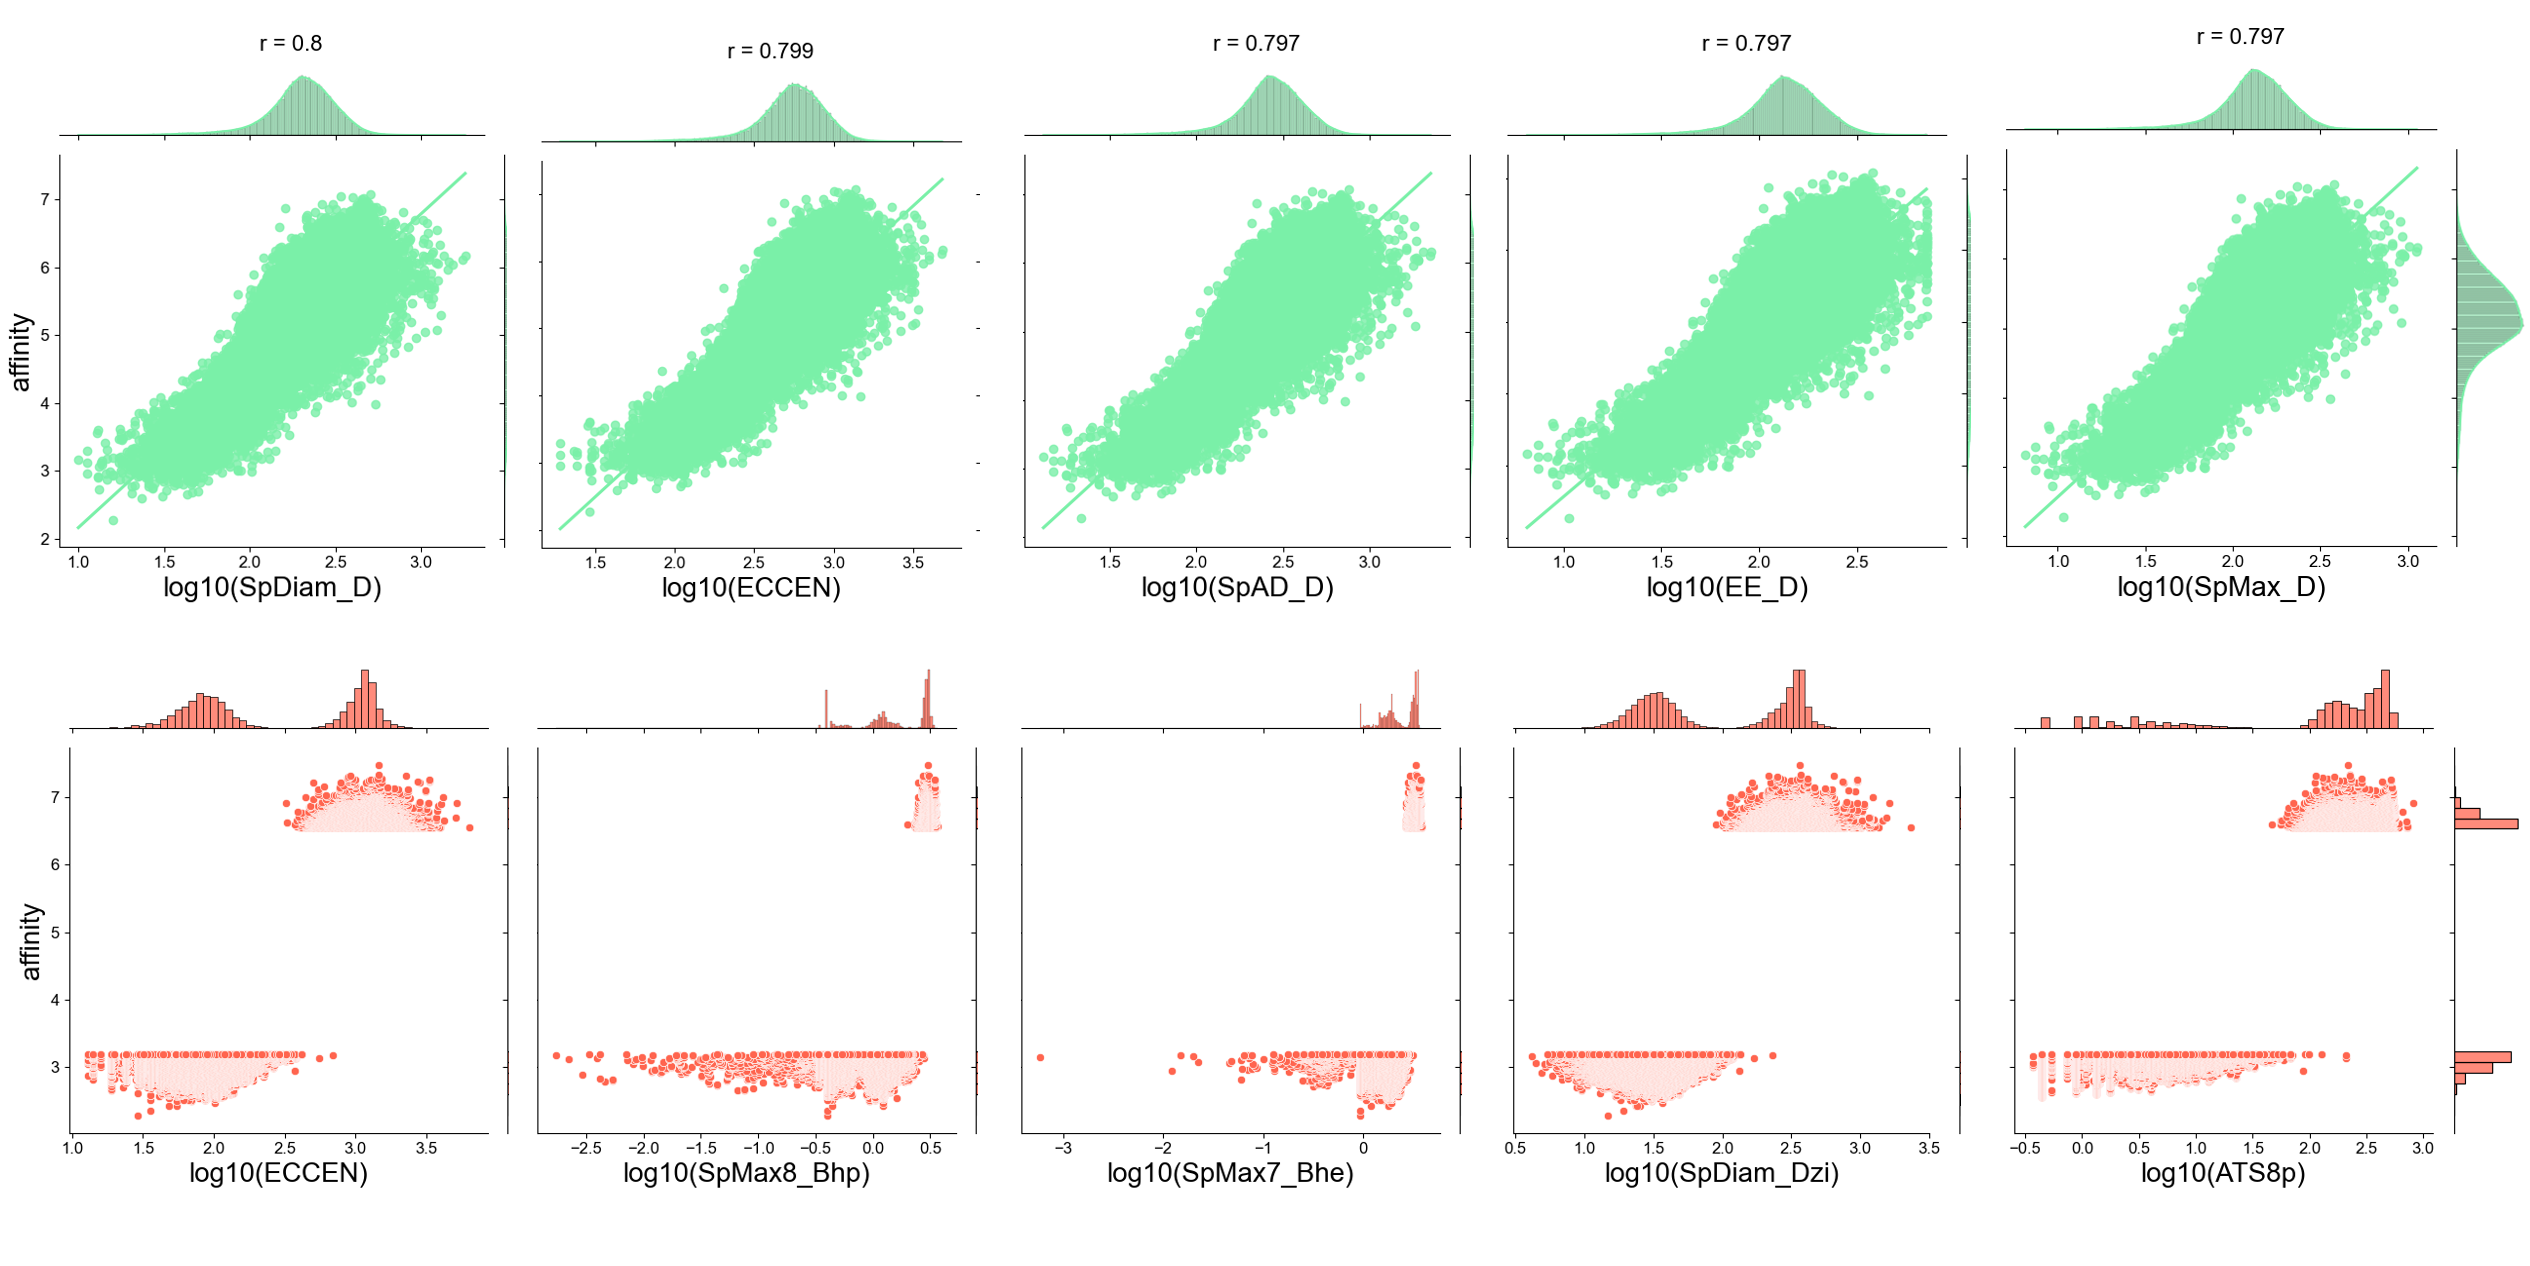 r = 0.8
r = 0.799
r = 0.797
r = 0.797
r = 0.797
affinity
7
6
5
4
3
2
1.0 1.5 2.0 2.5 3.0
log10(SpDiam_D)
1.5 2.0 2.5 3.0 3.5
log10(ECCEN)
1.5 2.0 2.5 3.0
log10(SpAD_D)
1.0 1.5 2.0 2.5
log10(EE_D)
1.0 1.5 2.0 2.5 3.0
log10(SpMax_D)
affinity
7
6
5
4
3
1.0 1.5 2.0 2.5 3.0 3.5
log10(ECCEN)
−2.5 −2.0 −1.5 −1.0 −0.5 0.0 0.5
log10(SpMax8_Bhp)
−3 −2 −1 0
log10(SpMax7_Bhe)
0.5 1.0 1.5 2.0 2.5 3.0 3.5
log10(SpDiam_Dzi)
−0.5 0.0 0.5 1.0 1.5 2.0 2.5 3.0
log10(ATS8p)